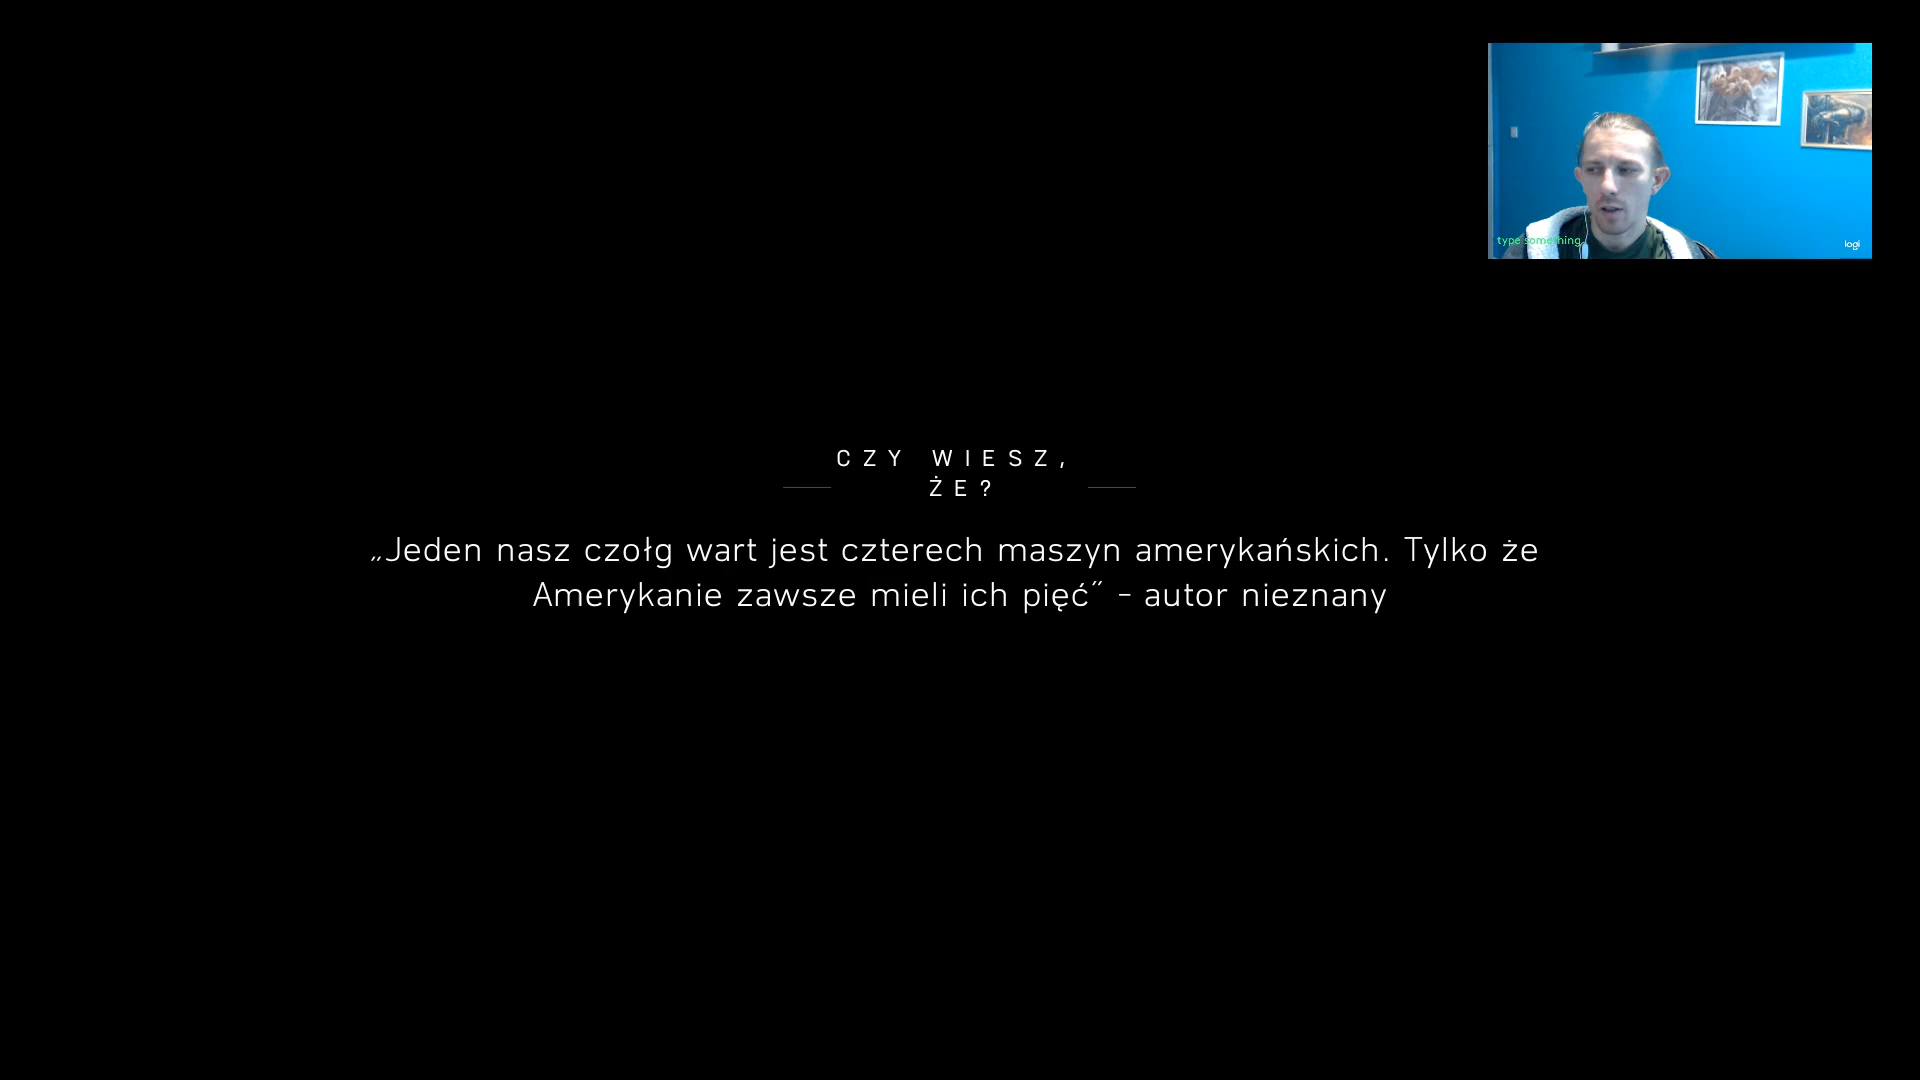 CZY WIESZ,
ŻE?
„Jeden nasz czołg wart jest czterech maszyn amerykańskich. Tylko że
Amerykanie zawsze mieli ich pięć” - autor nieznany
type something
logi